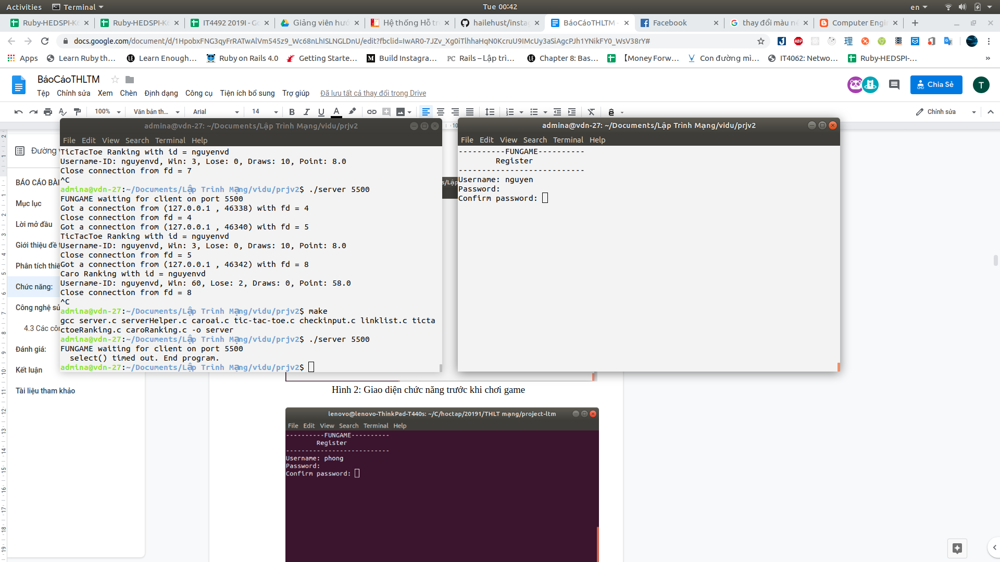 Activities
Terminal
Tue 00:42
en
Ruby-HEDSPI-K6
Ruby-HEDSPI-K6
IT4492 2019I - Go
Giảng viên hướ
Hệ thống Hỗ tr
hailehust/insta
BáoCáoTHLTM -
Facebook
thay đổi màu nề
Computer Engi
docs.google.com/document/d/1HpobxFNG3qyFrRATwAlVm545z9_Wc68nLhISLNGLDnU/edit?fbclid=IwAR0-7JZv_Xg0iTlhhaHqN0KcruU9IMcUy3aSiAgcPJh1YNikFY0_WsV38rY#
Apps
Learn Ruby th…
Learn Enough…
Ruby on Rails 4.0
Getting Starte…
Build Instagra…
Rails – Lập trì…
Chapter 8: Bas…
【Money Forw…
Con đường mì…
IT4062: Netwo…
Ruby-HEDSPI-…
»
BáoCáoTHLTM
Chia Sẻ
T
Tệp
Chỉnh sửa
Xem
Chèn
Định dạng
Công cụ
Tiện ích bổ sung
Trợ giúp
Đã lưu tất cả thay đổi trong Drive
100%
Văn bản th...
Arial
14
Chỉnh sửa
Đường
BÁO CÁO BÀI
Mục lục
Lời mở đầu
Giới thiệu đề t
Phân tích thiế
Chức năng:
Công nghệ sử
4.3 Các côn
Đánh giá:
Kết luận
Tài liệu tham khảo
admina@vdn-27: ~/Documents/Lập Trình Mạng/vidu/prjv2
File Edit View Search Terminal Help
TicTacToe Ranking with id = nguyenvd
Username-ID: nguyenvd, Win: 3, Lose: 0, Draws: 10, Point: 8.0
Close connection from fd = 7
^C
admina@vdn-27:~/Documents/Lập Trình Mạng/vidu/prjv2$ ./server 5500
FUNGAME waiting for client on port 5500
Got a connection from (127.0.0.1 , 46338) with fd = 4
Close connection from fd = 4
Got a connection from (127.0.0.1 , 46340) with fd = 5
TicTacToe Ranking with id = nguyenvd
Username-ID: nguyenvd, Win: 3, Lose: 0, Draws: 10, Point: 8.0
Close connection from fd = 5
Got a connection from (127.0.0.1 , 46342) with fd = 8
Caro Ranking with id = nguyenvd
Username-ID: nguyenvd, Win: 60, Lose: 2, Draws: 0, Point: 58.0
Close connection from fd = 8
^C
admina@vdn-27:~/Documents/Lập Trình Mạng/vidu/prjv2$ make
gcc server.c serverHelper.c caroai.c tic-tac-toe.c checkinput.c linklist.c ticta
ctoeRanking.c caroRanking.c -o server
admina@vdn-27:~/Documents/Lập Trình Mạng/vidu/prjv2$ ./server 5500
FUNGAME waiting for client on port 5500
select() timed out. End program.
admina@vdn-27:~/Documents/Lập Trình Mạng/vidu/prjv2$
admina@vdn-27: ~/Documents/Lập Trình Mạng/vidu/prjv2
File Edit View Search Terminal Help
----------FUNGAME----------
Register
---------------------------
Username: nguyen
Password:
Confirm password:
Hình 2: Giao diện chức năng trước khi chơi game
lenovo@lenovo-ThinkPad-T440s: ~/C/hoctap/20191/THLT mạng/project-ltm
File Edit View Search Terminal Help
----------FUNGAME----------
Register
---------------------------
Username: phong
Password:
Confirm password: